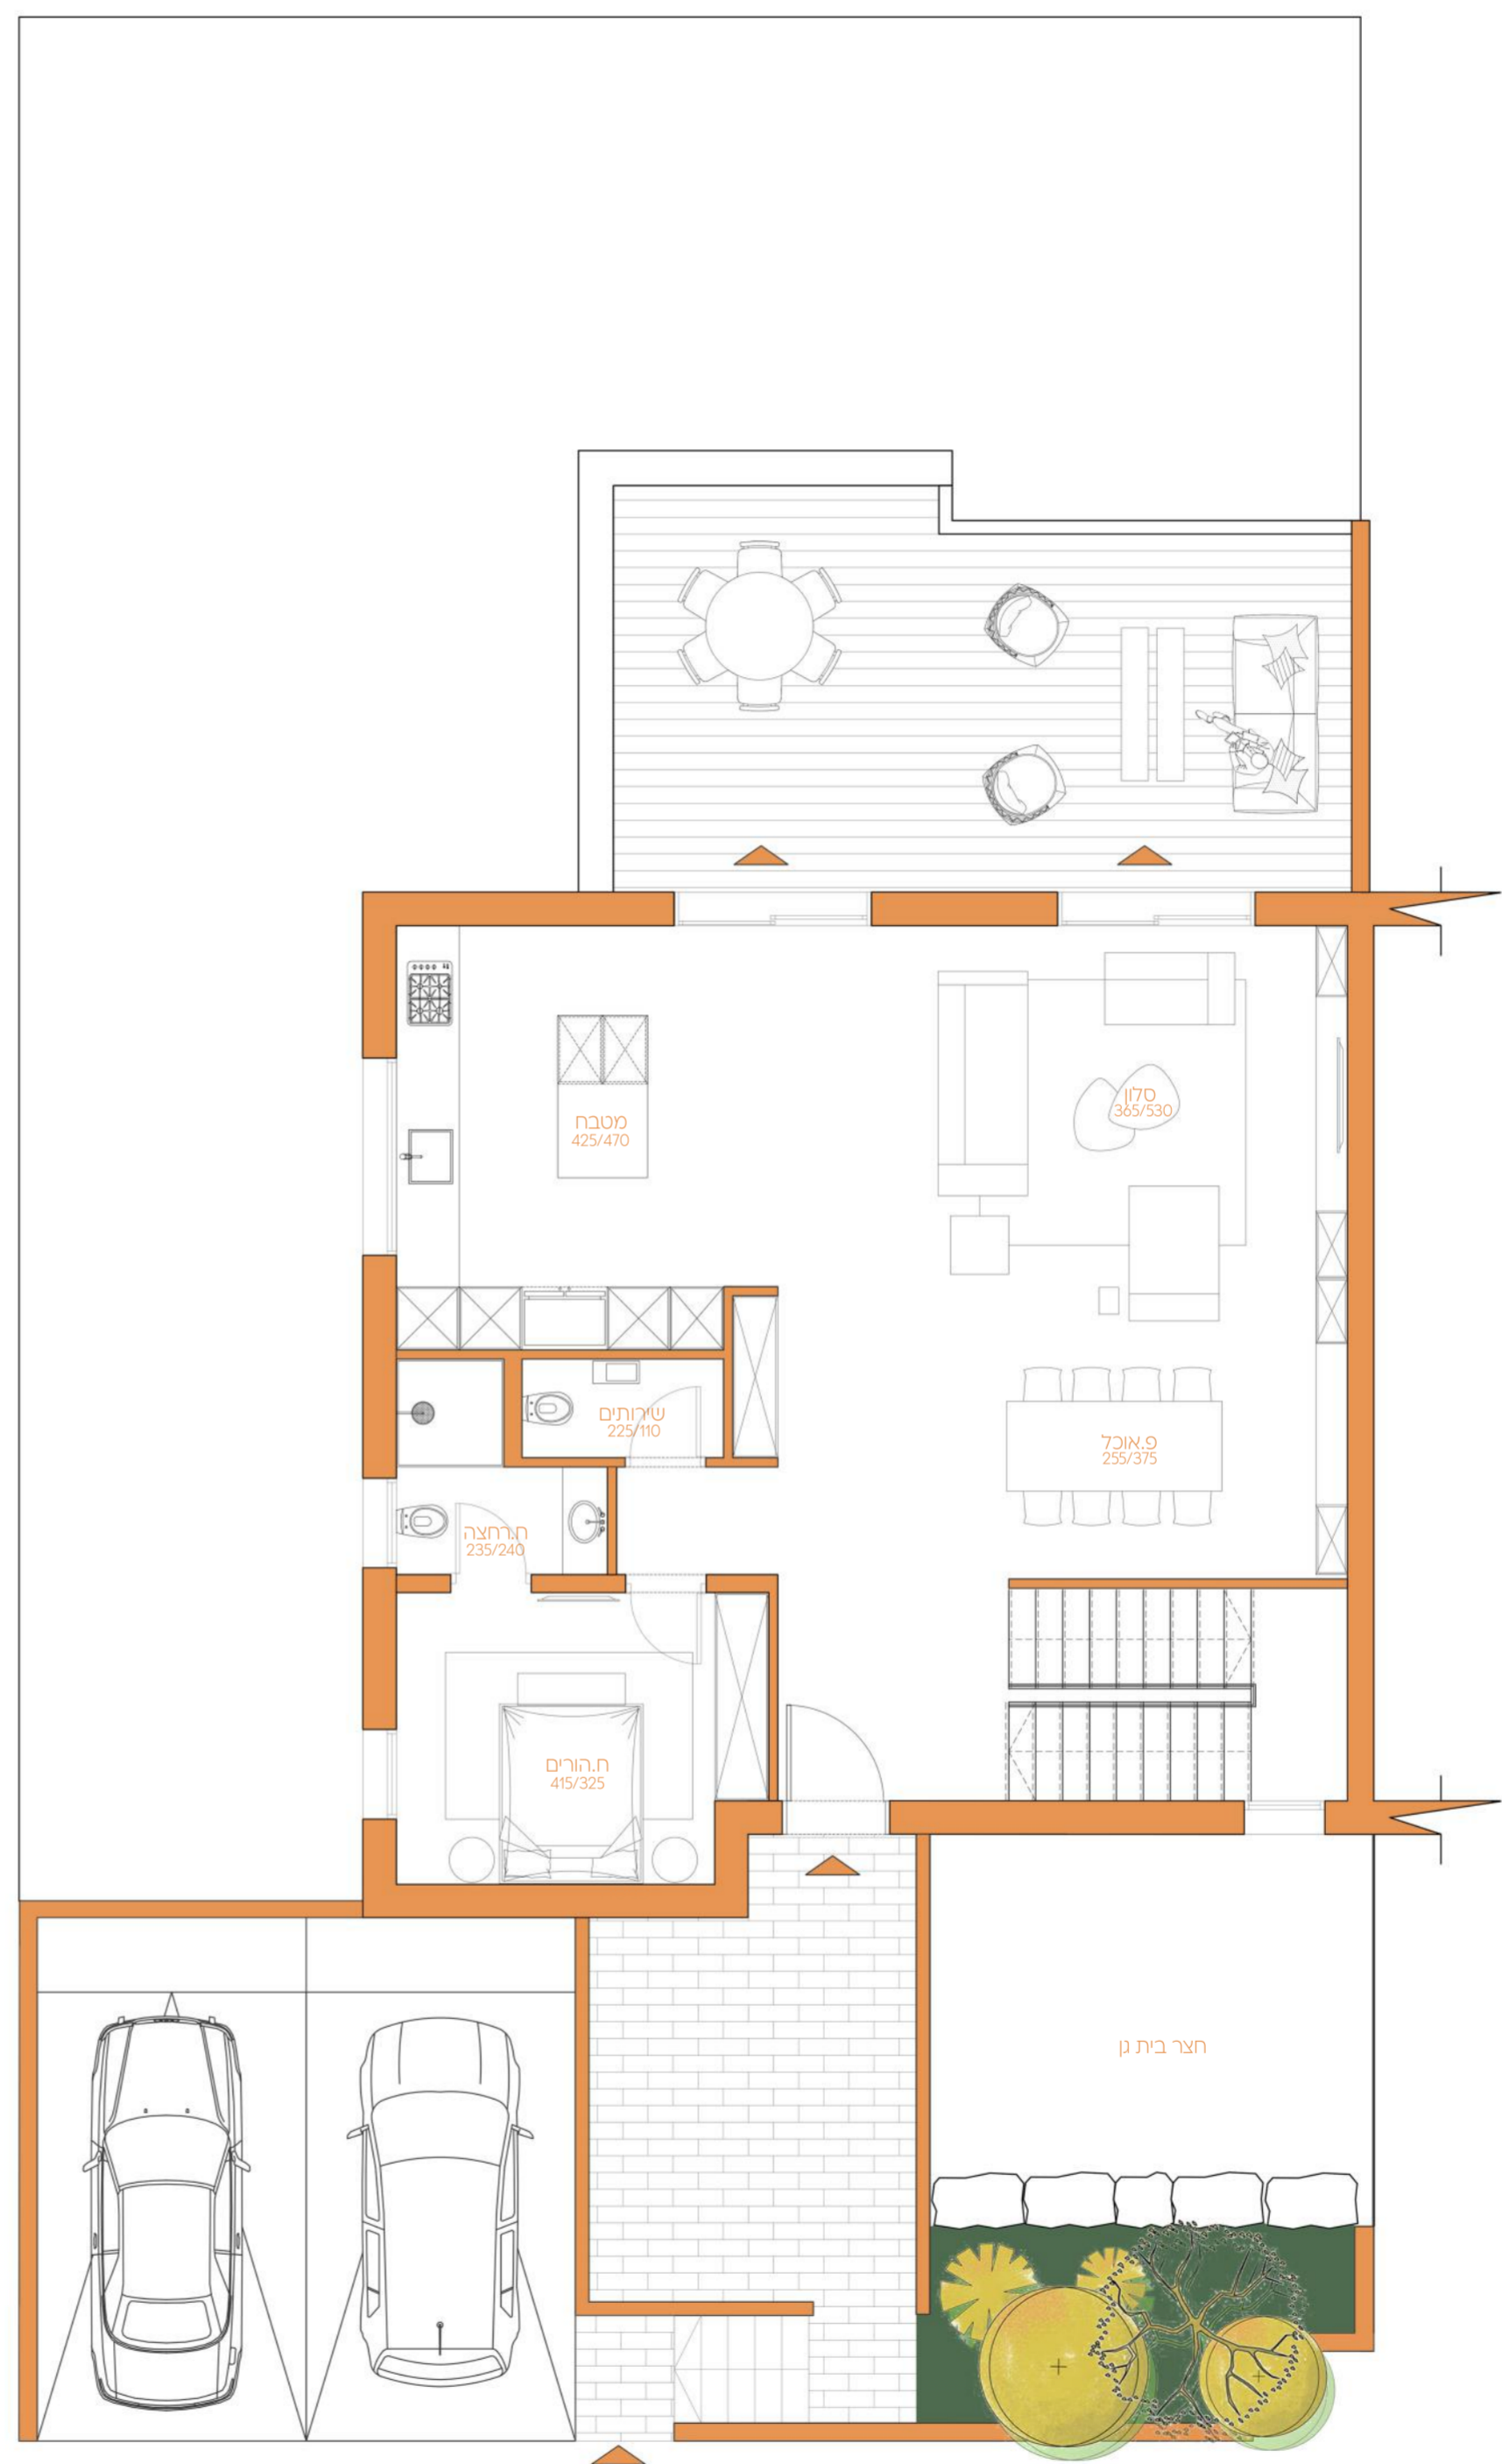 סלון
365/530
מטבח
425/470
שירותים
225/110
פ.אוכל
255/375
ח.רחצה
235/240
ח.הורים
415/325
חצר בית גן